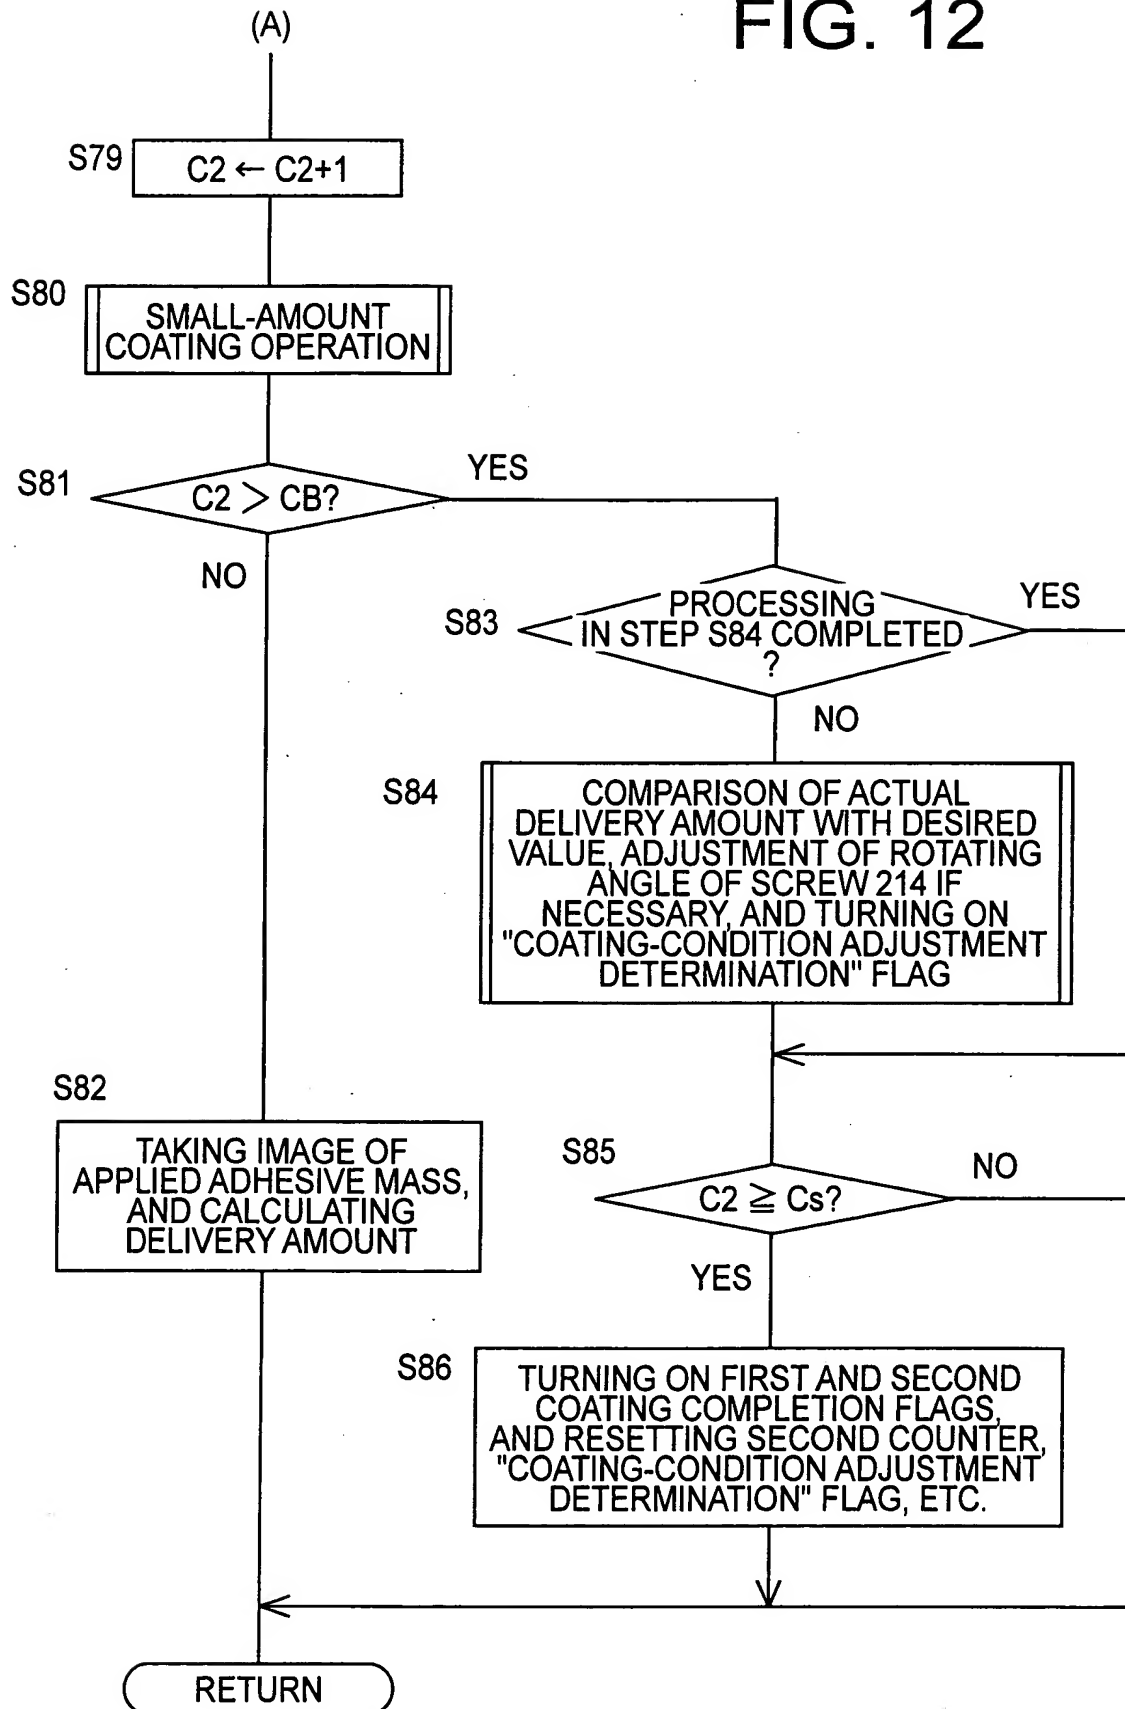 FIG. 12
(A)
S79
C2 ← C2+1
S80
SMALL-AMOUNT
COATING OPERATION
S81
C2 > CB?
YES
NO
S83
PROCESSING
IN STEP S84 COMPLETED
?
YES
NO
S84
COMPARISON OF ACTUAL
DELIVERY AMOUNT WITH DESIRED
VALUE, ADJUSTMENT OF ROTATING
ANGLE OF SCREW 214 IF
NECESSARY, AND TURNING ON
"COATING-CONDITION ADJUSTMENT
DETERMINATION" FLAG
S82
TAKING IMAGE OF
APPLIED ADHESIVE MASS,
AND CALCULATING
DELIVERY AMOUNT
S85
C2 ≧ Cs?
NO
YES
S86
TURNING ON FIRST AND SECOND
COATING COMPLETION FLAGS,
AND RESETTING SECOND COUNTER,
"COATING-CONDITION ADJUSTMENT
DETERMINATION" FLAG, ETC.
RETURN